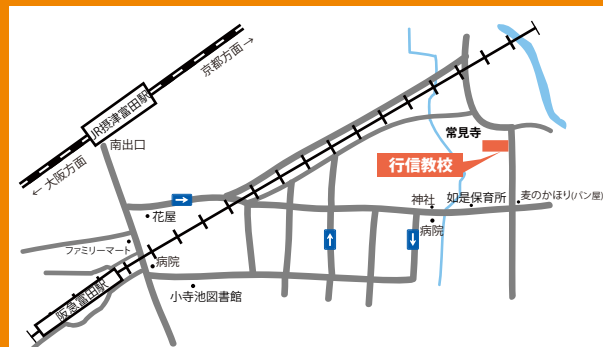 京都方面→
JR摂津富田駅
←大阪方面
南出口
常見寺
行信教校
神社
如是保育所
麦のかほり(パン屋)
花屋
病院
ファミリーマート
病院
阪急富田駅
小寺池図書館